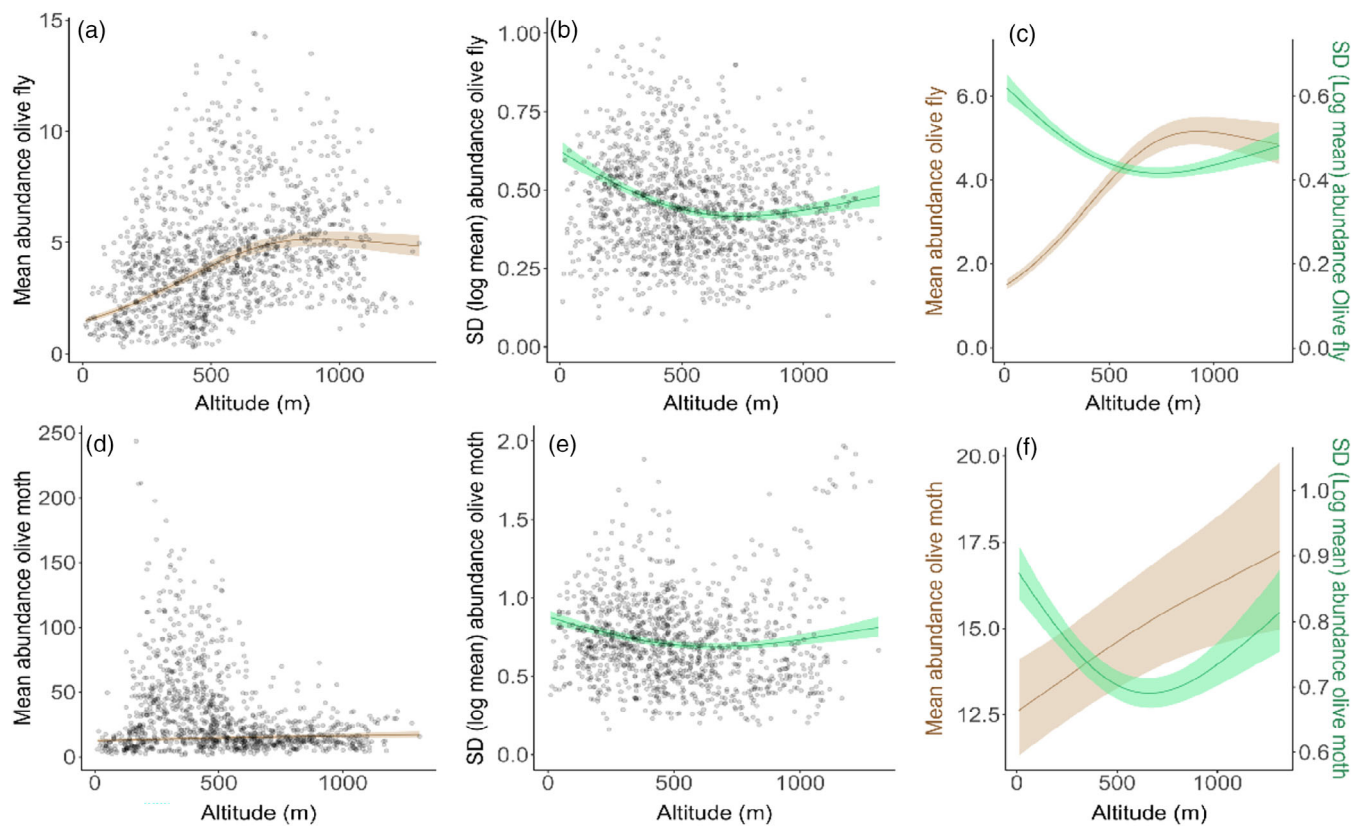 (a)
Mean abundance olive fly
15
10
5
0
0 500 1000
Altitude (m)
(b)
SD (log mean) abundance olive fly
1.00
0.75
0.50
0.25
0.00
0 500 1000
Altitude (m)
(c)
Mean abundance olive fly
6.0
4.0
2.0
0.0
0 500 1000
Altitude (m)
0.6
0.4
0.2
0.0
SD (Log mean) abundance Olive fly
(d)
Mean abundance olive moth
250
200
150
100
50
0
0 500 1000
Altitude (m)
(e)
SD (log mean) abundance olive moth
2.0
1.5
1.0
0.5
0.0
0 500 1000
Altitude (m)
(f)
Mean abundance olive moth
20.0
17.5
15.0
12.5
0 500 1000
Altitude (m)
1.0
0.9
0.8
0.7
0.6
SD (Log mean) abundance olive moth